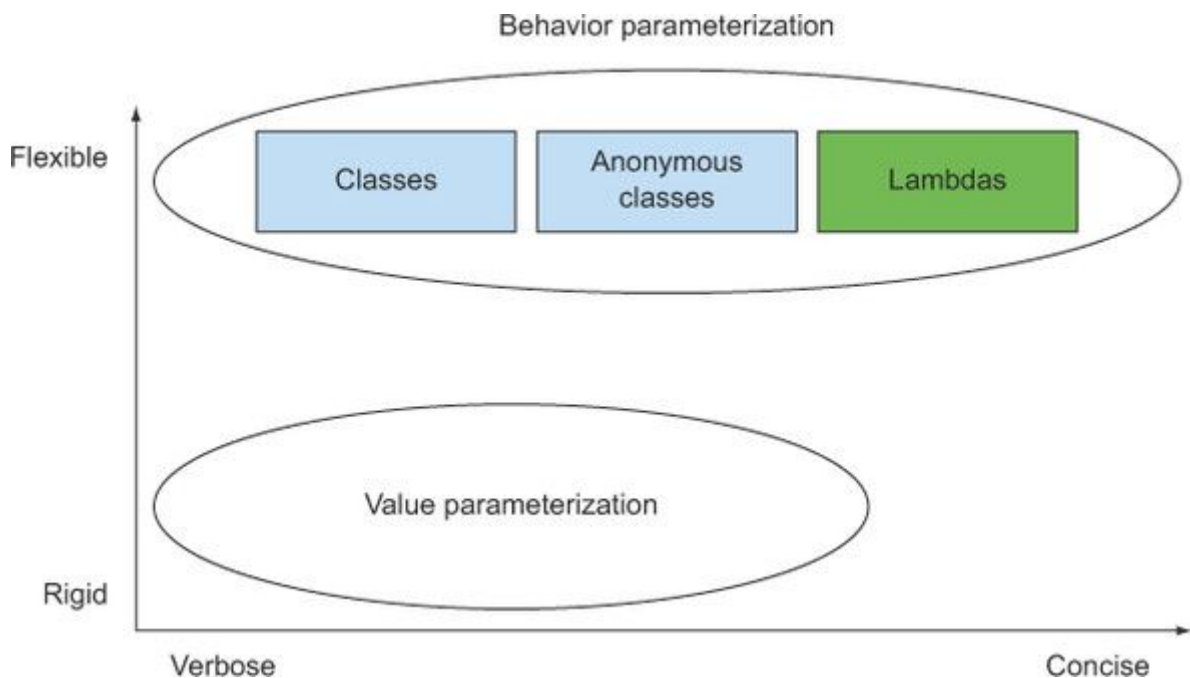 Behavior parameterization
Flexible
Classes
Anonymous
classes
Lambdas
Value parameterization
Rigid
Verbose
Concise